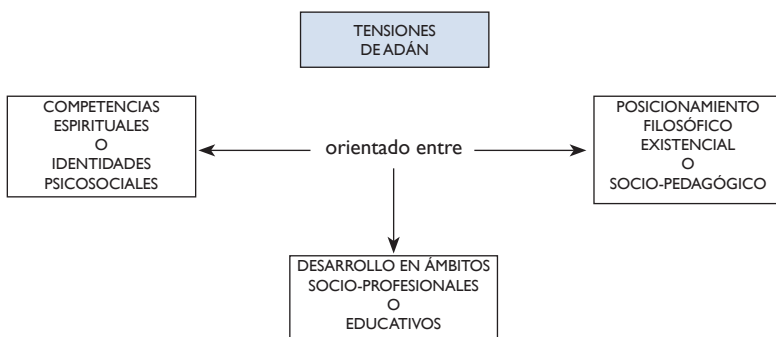 TENSIONES
DE ADÁN
COMPETENCIAS
ESPIRITUALES
O
IDENTIDADES
PSICOSOCIALES
orientado entre
POSICIONAMIENTO
FILOSÓFICO
EXISTENCIAL
O
SOCIO-PEDAGÓGICO
DESARROLLO EN ÁMBITOS
SOCIO-PROFESIONALES
O
EDUCATIVOS